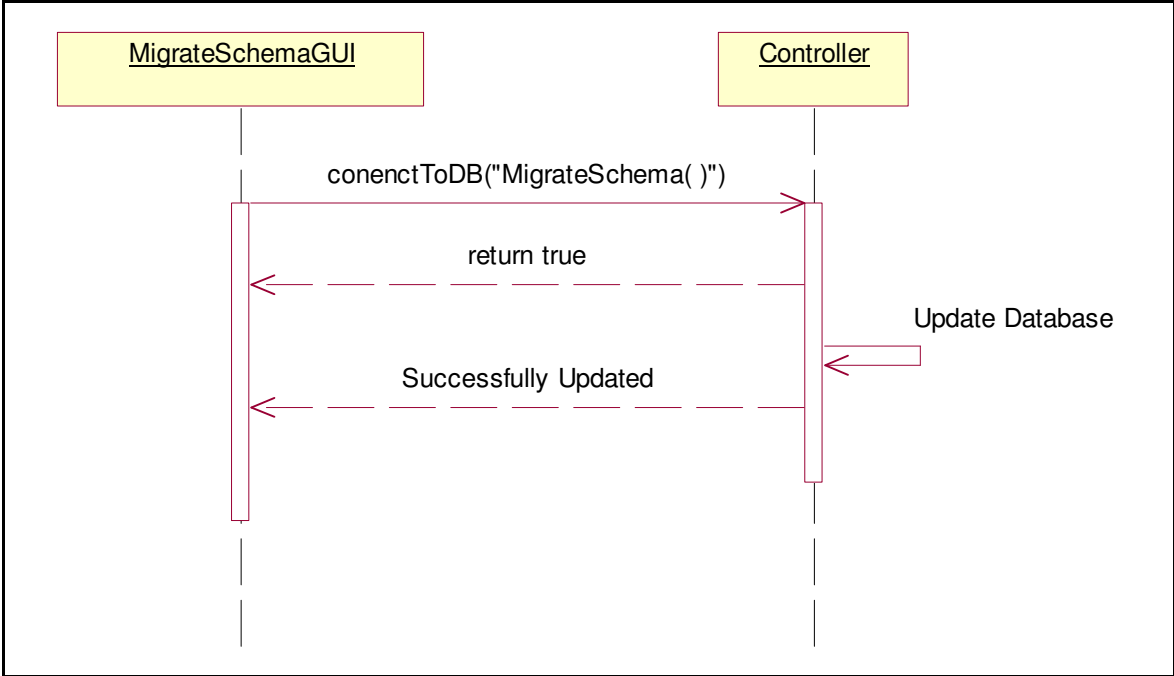 MigrateSchemaGUI
Controller
conenctToDB("MigrateSchema( )")
return true
Update Database
Successfully Updated